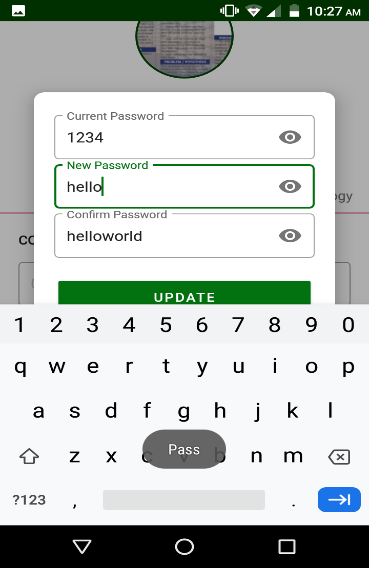 10:27 AM
Current Password
1234
New Password
hello
ogy
Confirm Password
helloworld
CO
UPDATE
1 2 3 4 5 6 7 8 9 0
q w e r t y u i o p
a s d f g h j k l
z x c v b n m
Pass
?123 , .